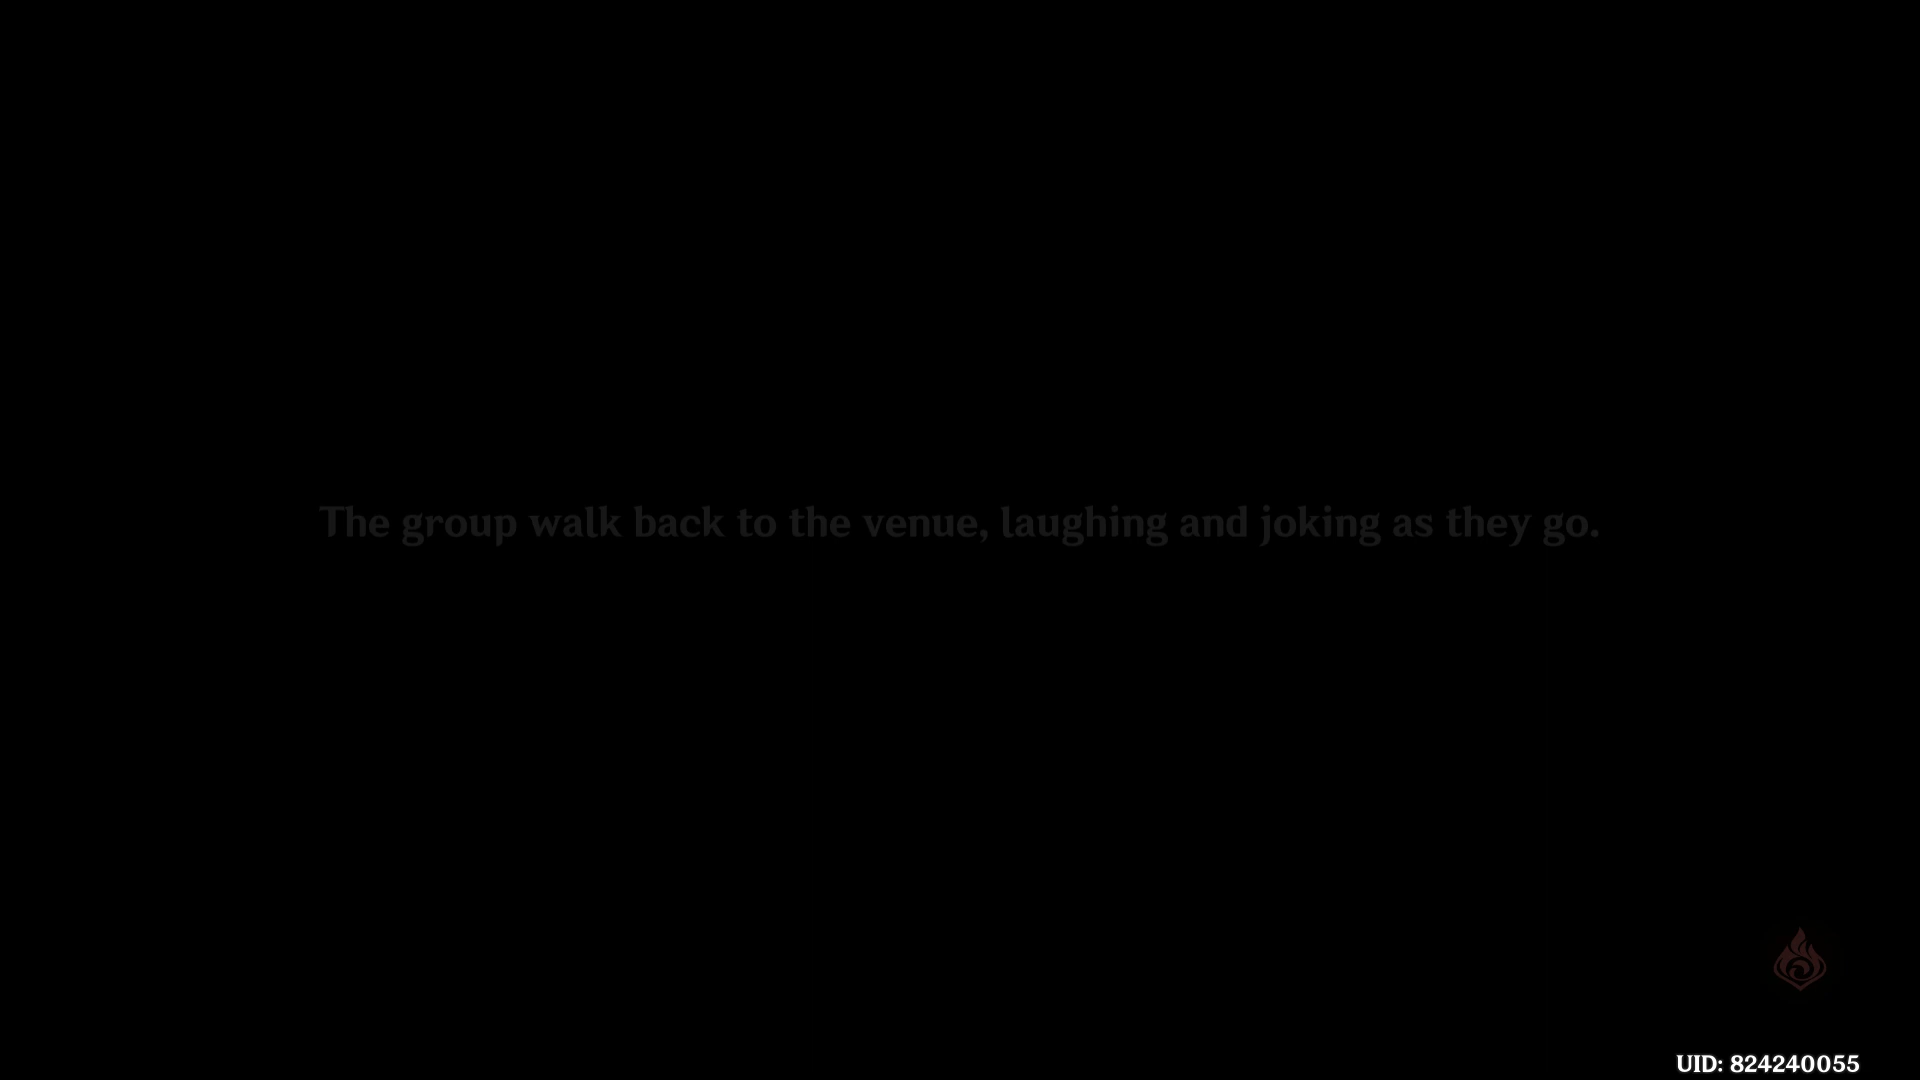 The group walk back to the venue, laughing and joking as they go.
UID: 824240055